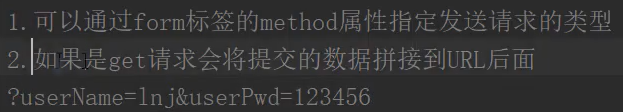 1.可以通过form标签的method属性指定发送请求的类型
2.如果是get请求会将提交的数据拼接到URL后面
?userName=lnj&userPwd=123456